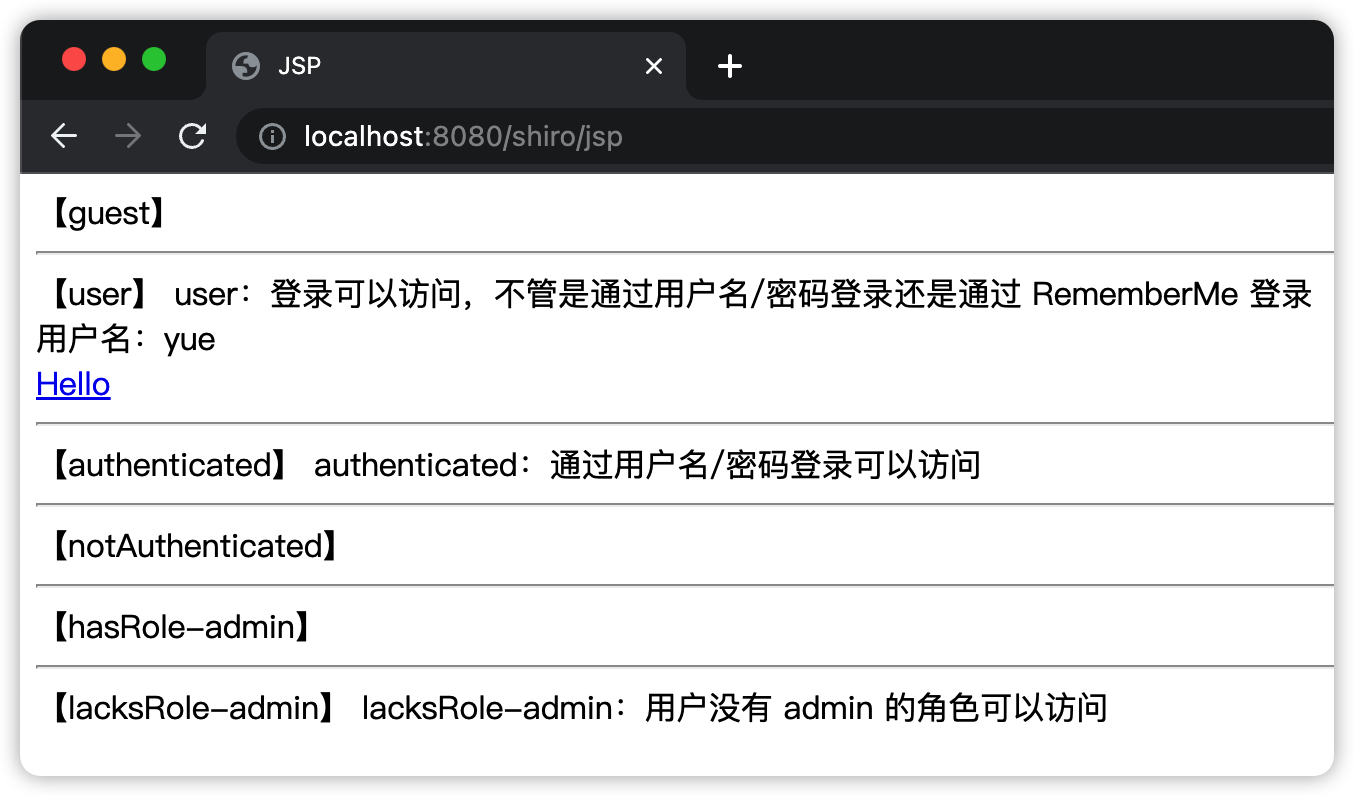 JSP
localhost:8080/shiro/jsp
【guest】
【user】 user：登录可以访问，不管是通过用户名/密码登录还是通过 RememberMe 登录
用户名：yue
Hello
【authenticated】 authenticated：通过用户名/密码登录可以访问
【notAuthenticated】
【hasRole-admin】
【lacksRole-admin】 lacksRole-admin：用户没有 admin 的角色可以访问